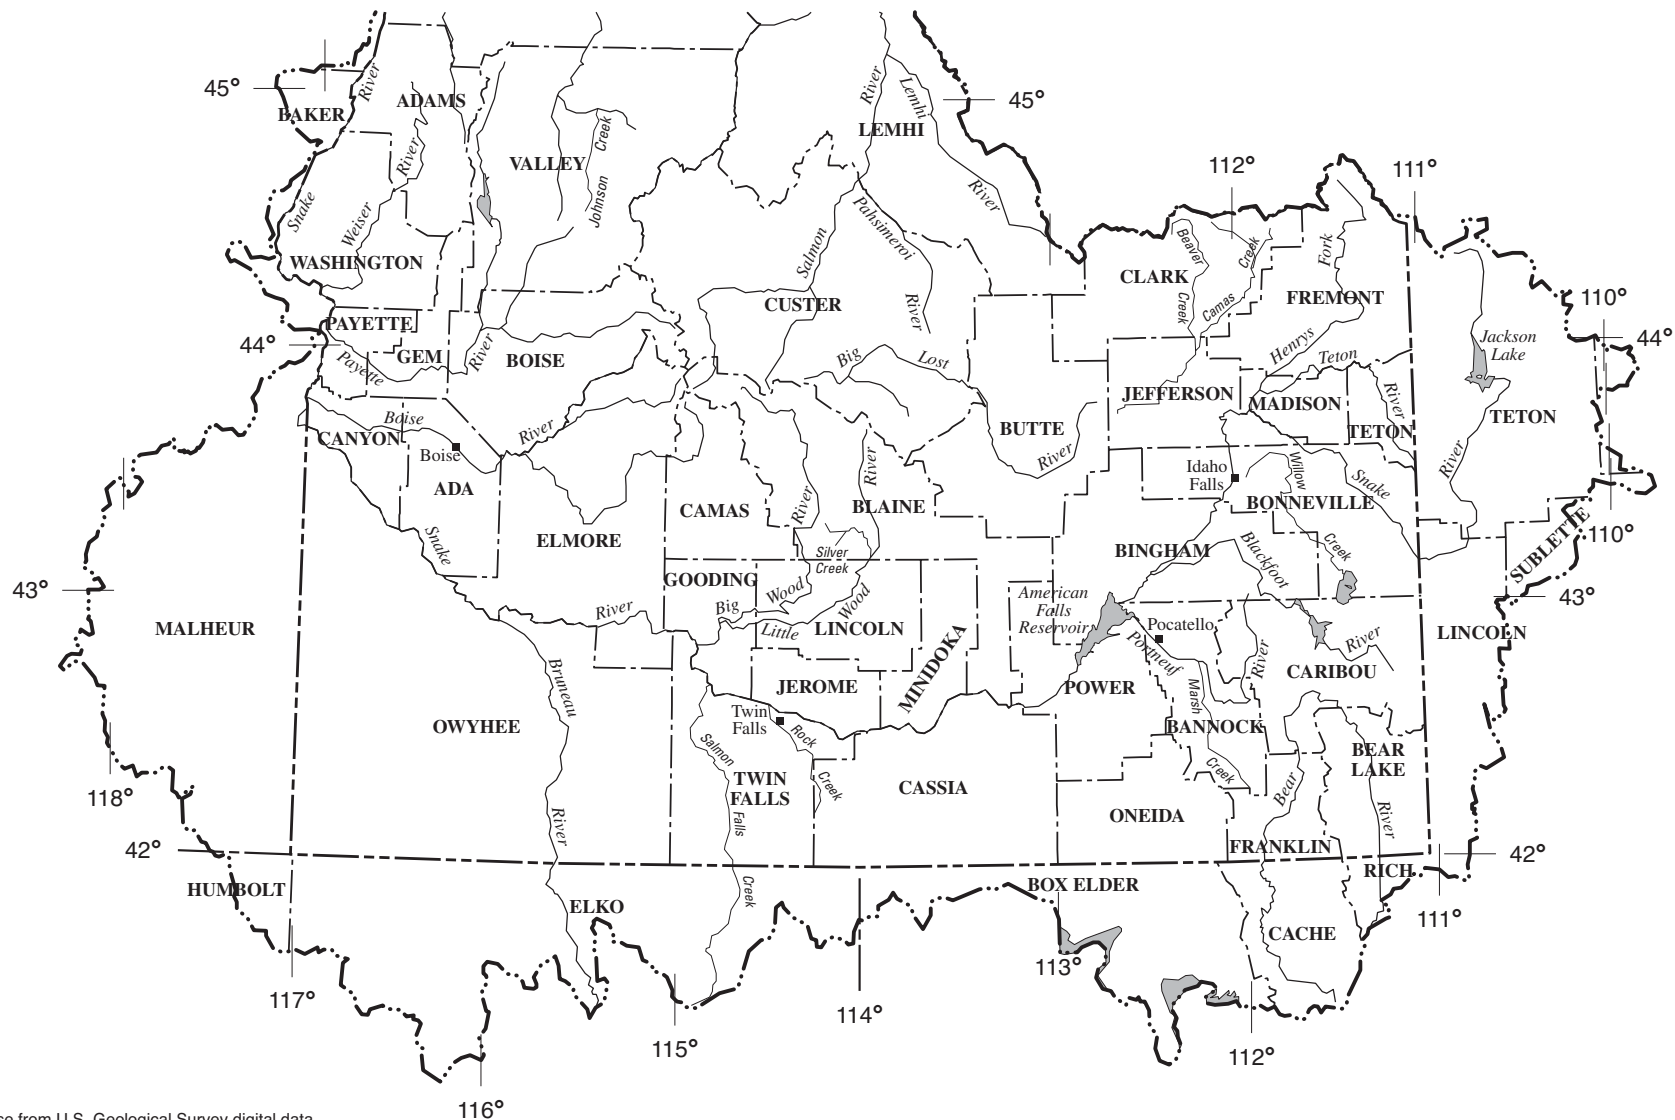 45°
BAKER
River
ADAMS
River
VALLEY
Johnson
Creek
River
Lemhi
LEMHI
River
45°
112°
111°
Snake
Weiser
WASHINGTON
Salmon
Pahsimeroi
River
CUSTER
Beaver
Creek
CLARK
Creek
Camas
Fork
FREMONT
110°
44°
PAYETTE
Payette
GEM
River
BOISE
Big
Lost
Henrys
Teton
Jackson
Lake
44°
JEFFERSON
MADISON
River
TETON
TETON
CANYON
Boise
Boise
River
BUTTE
River
Idaho
Falls
Willow
Snake
River
ADA
Snake
ELMORE
CAMAS
River
River
BLAINE
BONNEVILLE
Creek
SUBLETTE
110°
BINGHAM
Blackfoot
Silver
Creek
43°
GOODING
Big
Wood
Wood
Little
LINCOLN
American
Falls
Reservoir
43°
MALHEUR
River
MINIDOKA
Pocatello
Portneuf
River
River
LINCOLN
CARIBOU
Bruneau
JEROME
POWER
Marsh
OWYHEE
Twin
Falls
Rock
Creek
Salmon
Falls
TWIN
FALLS
CASSIA
BANNOCK
Creek
BEAR
LAKE
Bear
River
118°
River
ONEIDA
42°
FRANKLIN
42°
HUMBOLT
ELKO
Creek
BOX ELDER
RICH
111°
CACHE
113°
117°
114°
115°
112°
116°
se from U.S. Geological Survey digital data